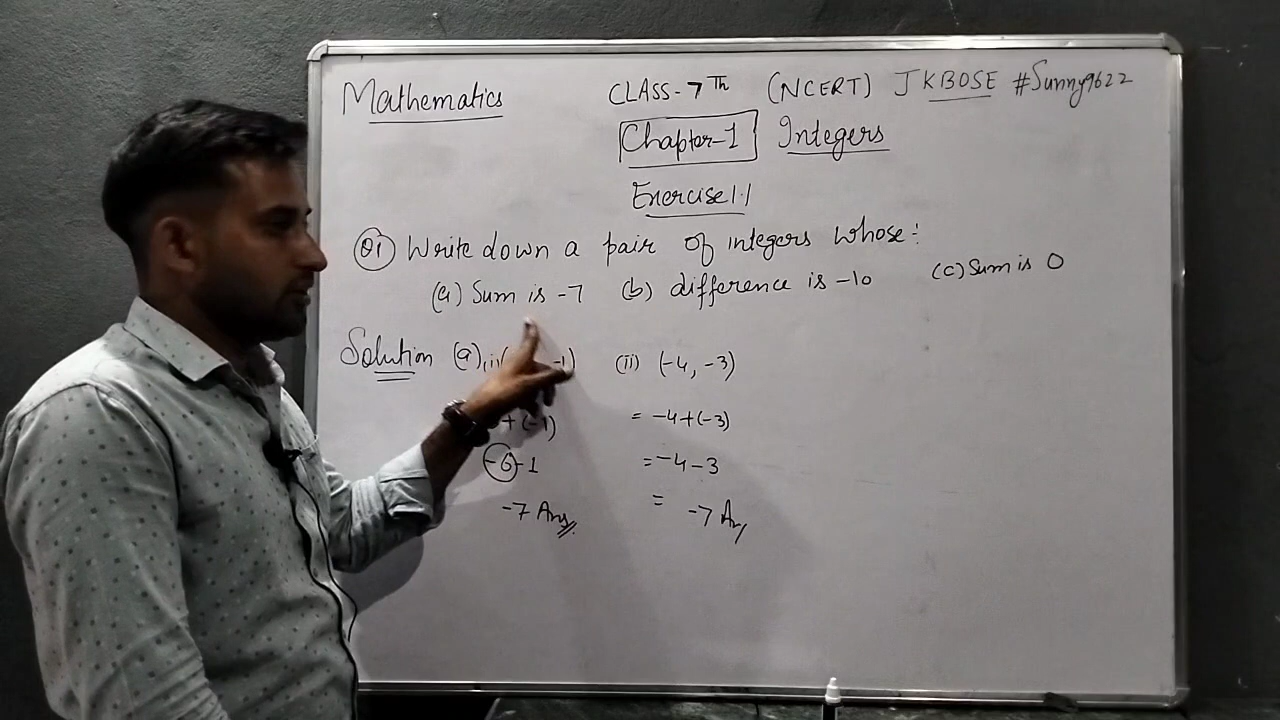 Mathematics CLASS-7Th (NCERT) JKBOSE #Sunny9622
Chapter-1 Integers
Exercise 1.1
Q1 Write down a pair of integers whose:
(a) Sum is -7 (b) difference is -10 (c) Sum is 0
Solution (a) (i) ( -1) (ii) (-4, -3)
+(-1) = -4+(-3)
-6-1 = -4-3
-7 Ans = -7 An